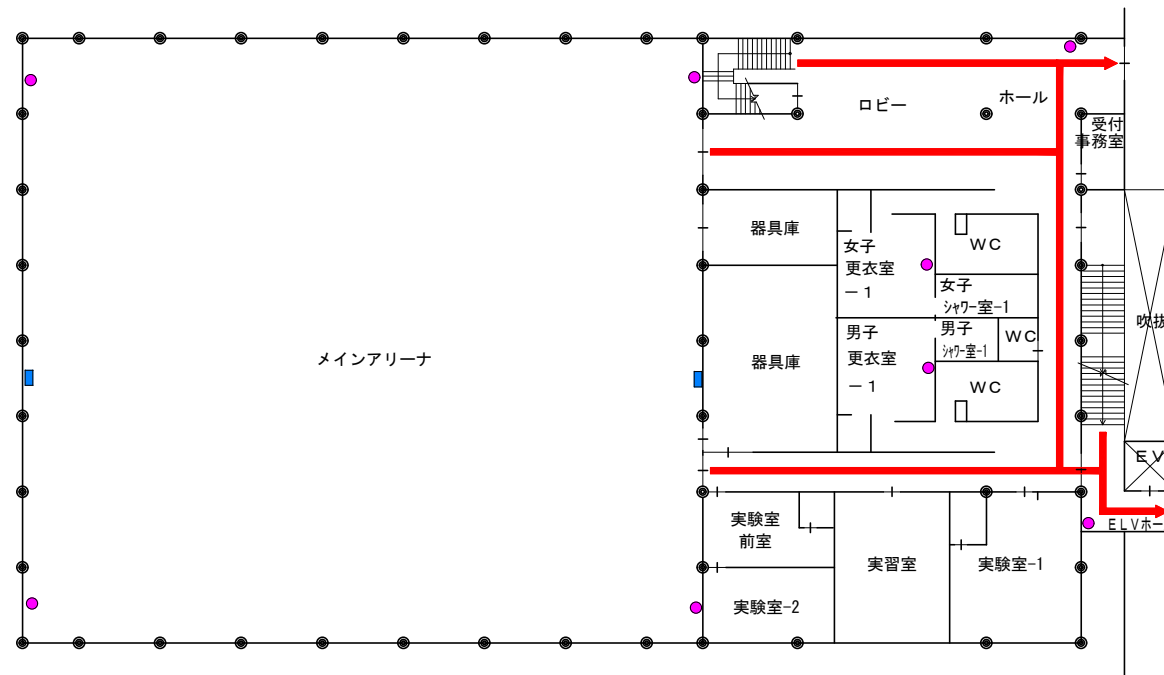 ロビー
ホール
受付
事務室
器具庫
女子
更衣室
－１
ＷＣ
女子
ｼｬﾜｰ室-1
吹抜
メインアリーナ
器具庫
男子
更衣室
－１
男子
ｼｬﾜｰ室-1
ＷＣ
ＷＣ
ＥＶ
実験室
前室
実習室
実験室-1
ＥＬＶホー
実験室-2